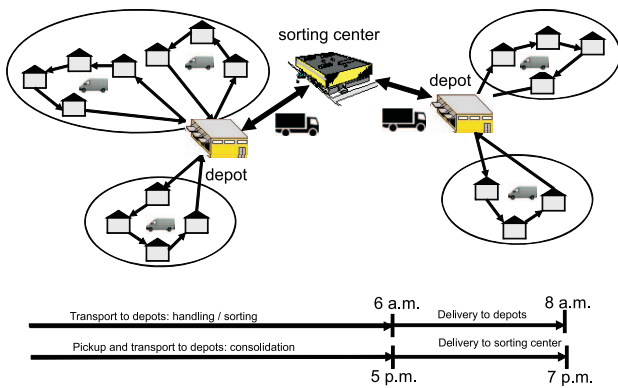 sorting center
depot
depot
6 a.m.
8 a.m.
Transport to depots: handling / sorting
Delivery to depots
Pickup and transport to depots: consolidation
Delivery to sorting center
5 p.m.
7 p.m.